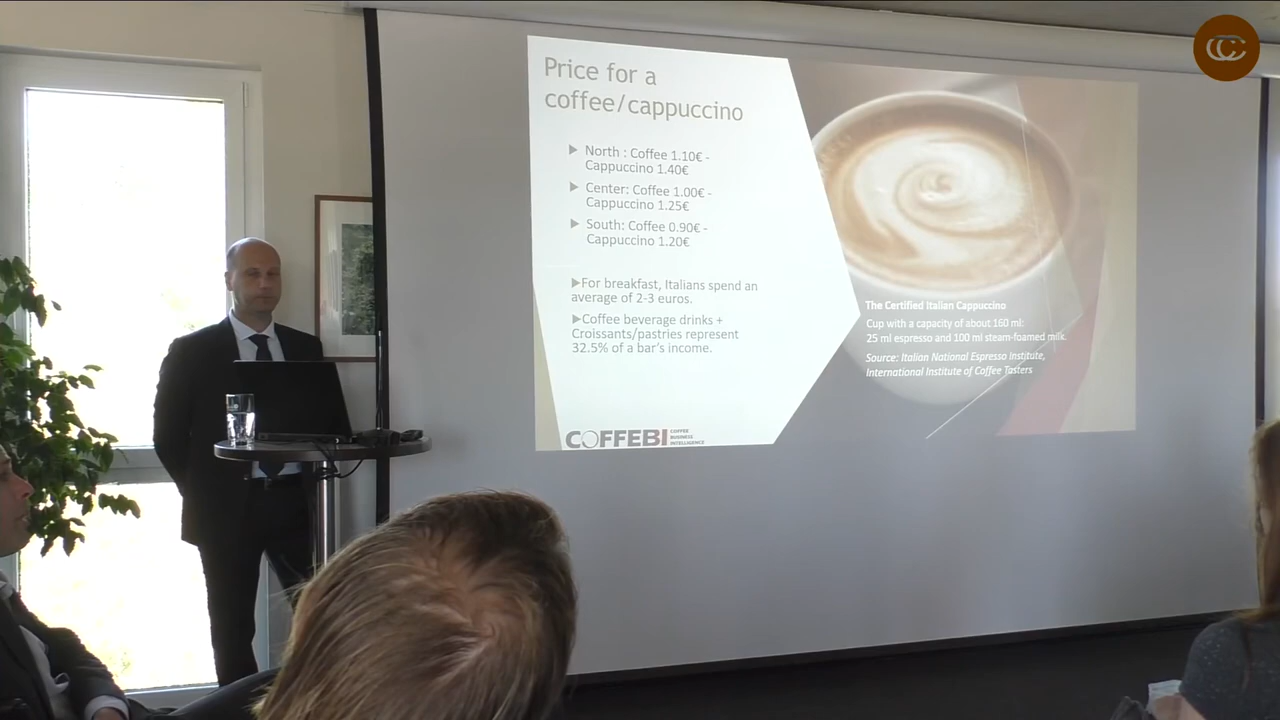 Price for a
coffee/cappuccino
▶ North : Coffee 1.10€ -
Cappuccino 1.40€
▶ Center: Coffee 1.00€ -
Cappuccino 1.25€
▶ South: Coffee 0.90€ -
Cappuccino 1.20€
▶For breakfast, Italians spend an
average of 2-3 euros.
▶Coffee beverage drinks +
Croissants/pastries represent
32.5% of a bar's income.
COFFEBI
COFFEE
BUSINESS
INTELLIGENCE
The Certified Italian Cappuccino
Cup with a capacity of about 160 ml:
25 ml espresso and 100 ml steam-foamed milk.
Source: Italian National Espresso Institute,
International Institute of Coffee Tasters
CC